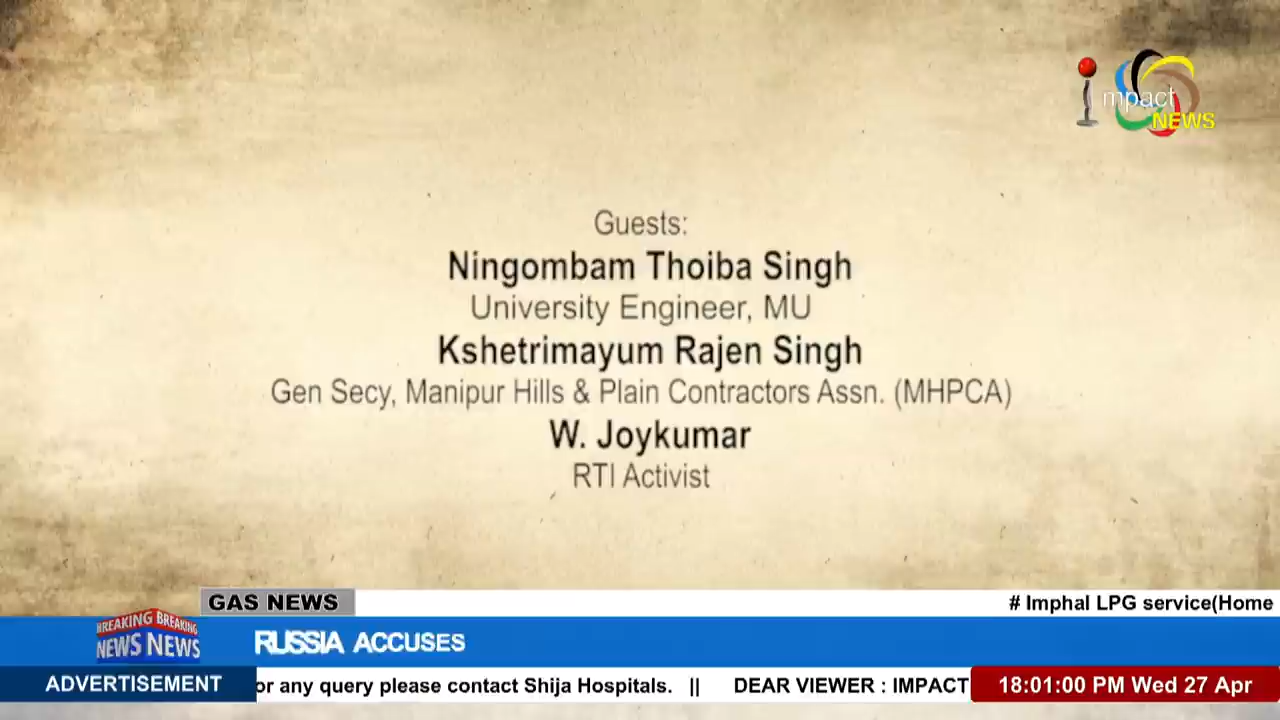 impact
NEWS
Guests:
Ningombam Thoiba Singh
University Engineer, MU
Kshetrimayum Rajen Singh
Gen Secy, Manipur Hills & Plain Contractors Assn. (MHPCA)
W. Joykumar
RTI Activist
GAS NEWS
# Imphal LPG service(Home
BREAKING BREAKING
NEWS NEWS
RUSSIA ACCUSES
ADVERTISEMENT
or any query please contact Shija Hospitals. || DEAR VIEWER : IMPACT
18:01:00 PM Wed 27 Apr